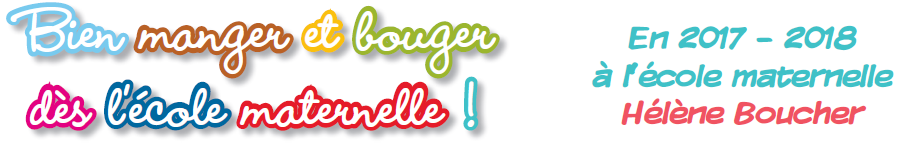 Bien manger et bouger
dès l'école maternelle !
En 2017 - 2018
à l'école maternelle
Hélène Boucher